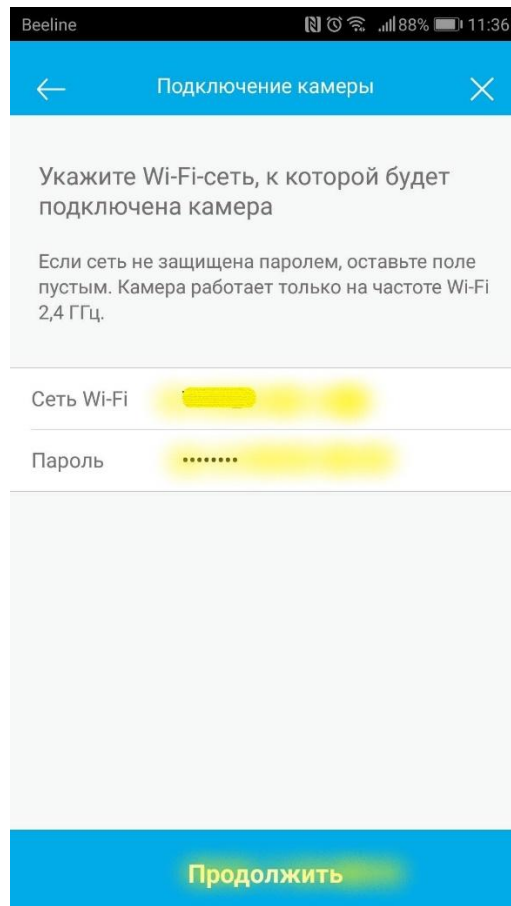 Beeline 88% 11:36
Подключение камеры
Укажите Wi-Fi-сеть, к которой будет
подключена камера
Если сеть не защищена паролем, оставьте поле
пустым. Камера работает только на частоте Wi-Fi
2,4 ГГц.
Сеть Wi-Fi
Пароль ••••••••
Продолжить